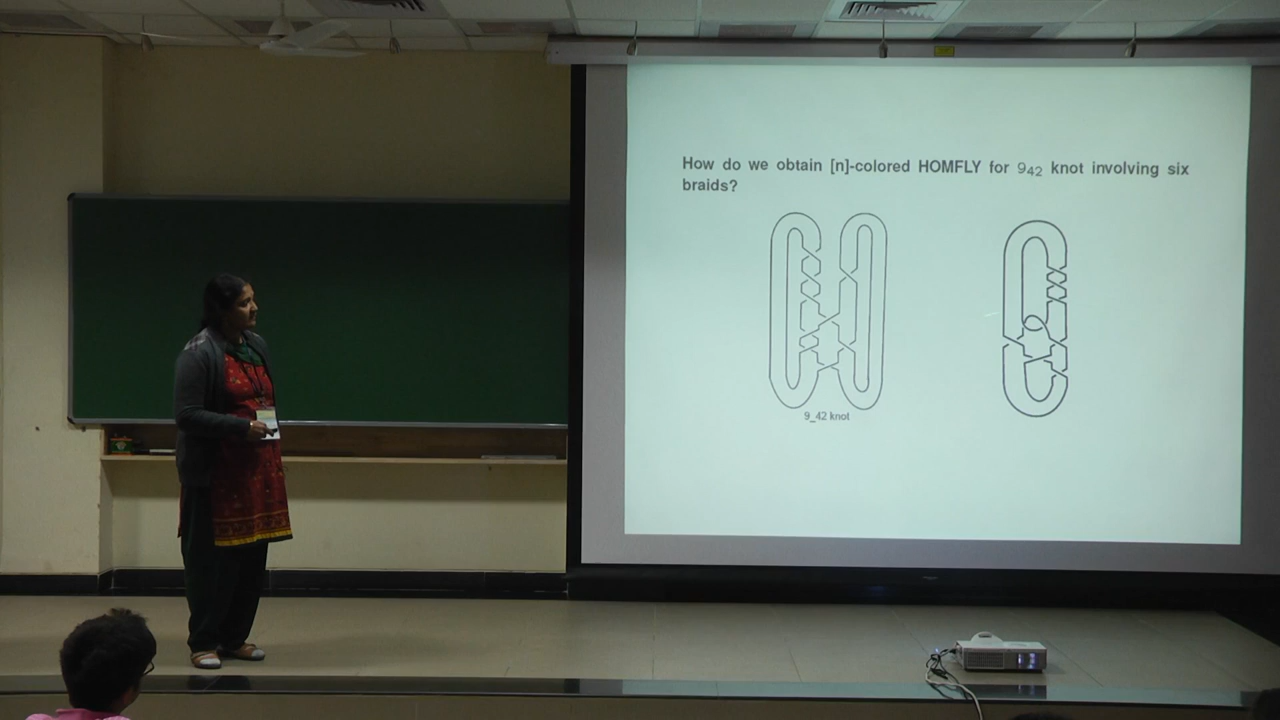 How do we obtain [n]-colored HOMFLY for 9₄₂ knot involving six
braids?
9_42 knot